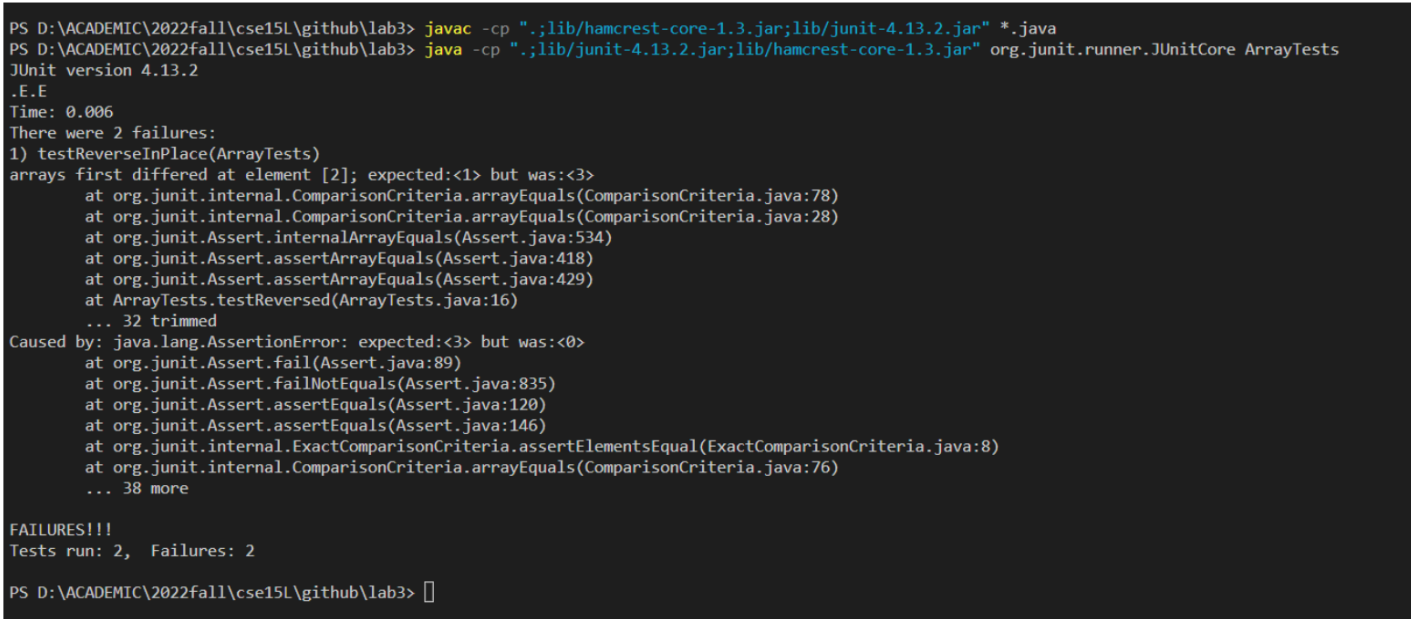 PS D:\ACADEMIC\2022fall\cse15L\github\lab3> javac -cp ".;lib/hamcrest-core-1.3.jar;lib/junit-4.13.2.jar" *.java
PS D:\ACADEMIC\2022fall\cse15L\github\lab3> java -cp ".;lib/junit-4.13.2.jar;lib/hamcrest-core-1.3.jar" org.junit.runner.JUnitCore ArrayTests
JUnit version 4.13.2
.E.E
Time: 0.006
There were 2 failures:
1) testReverseInPlace(ArrayTests)
arrays first differed at element [2]; expected:<1> but was:<3>
        at org.junit.internal.ComparisonCriteria.arrayEquals(ComparisonCriteria.java:78)
        at org.junit.internal.ComparisonCriteria.arrayEquals(ComparisonCriteria.java:28)
        at org.junit.Assert.internalArrayEquals(Assert.java:534)
        at org.junit.Assert.assertArrayEquals(Assert.java:418)
        at org.junit.Assert.assertArrayEquals(Assert.java:429)
        at ArrayTests.testReversed(ArrayTests.java:16)
        ... 32 trimmed
Caused by: java.lang.AssertionError: expected:<3> but was:<0>
        at org.junit.Assert.fail(Assert.java:89)
        at org.junit.Assert.failNotEquals(Assert.java:835)
        at org.junit.Assert.assertEquals(Assert.java:120)
        at org.junit.Assert.assertEquals(Assert.java:146)
        at org.junit.internal.ExactComparisonCriteria.assertElementsEqual(ExactComparisonCriteria.java:8)
        at org.junit.internal.ComparisonCriteria.arrayEquals(ComparisonCriteria.java:76)
        ... 38 more
FAILURES!!!
Tests run: 2,  Failures: 2
PS D:\ACADEMIC\2022fall\cse15L\github\lab3>